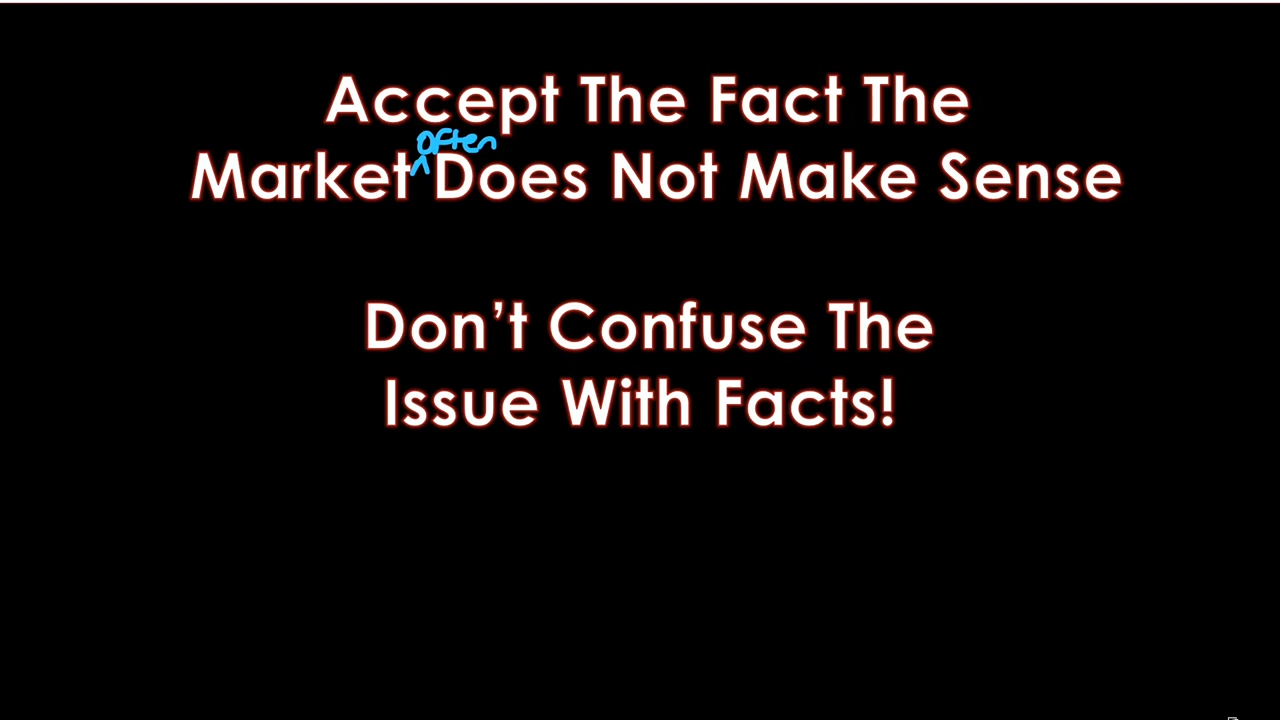 Accept The Fact The
often
Market ^ Does Not Make Sense
Don’t Confuse The
Issue With Facts!